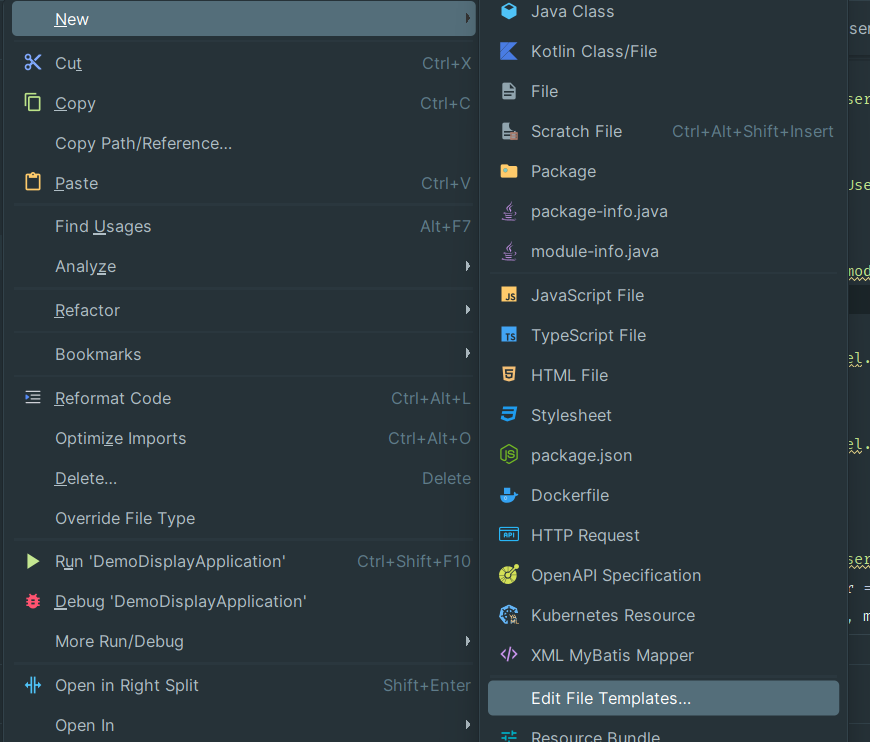 New
Cut Ctrl+X
Copy Ctrl+C
Copy Path/Reference...
Paste Ctrl+V
Find Usages Alt+F7
Analyze
Refactor
Bookmarks
Reformat Code Ctrl+Alt+L
Optimize Imports Ctrl+Alt+O
Delete... Delete
Override File Type
Run 'DemoDisplayApplication' Ctrl+Shift+F10
Debug 'DemoDisplayApplication'
More Run/Debug
Open in Right Split Shift+Enter
Open In
Java Class
Kotlin Class/File
File
Scratch File Ctrl+Alt+Shift+Insert
Package
package-info.java
module-info.java
JavaScript File
TypeScript File
HTML File
Stylesheet
package.json
Dockerfile
HTTP Request
OpenAPI Specification
Kubernetes Resource
XML MyBatis Mapper
Edit File Templates...
Resource Bundle